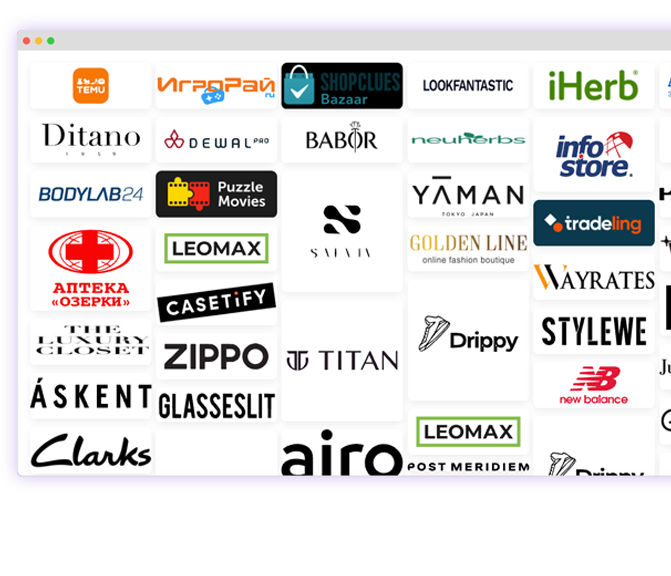 TEMU
ИгроРай
ru
SHOPCLUES
Bazaar
LOOKFANTASTIC
iHerb®
Ditano
DEWAL PRO
BABOR
neuherbs
info
store.
BODYLAB24
Puzzle
Movies
YAMAN
TOKYO JAPAN
tradeling
LEOMAX
GOLDEN LINE
online fashion boutique
АПТЕКА
«ОЗЕРКИ»
WAYRATES
CASETiFY
THE
LUXURY
CLOSET
ZIPPO
TITAN
Drippy
STYLEWE
ÁSKENT
GLASSESLIT
NB
new balance
Clarks
airo
LEOMAX
POST MERIDIEM
Drippy